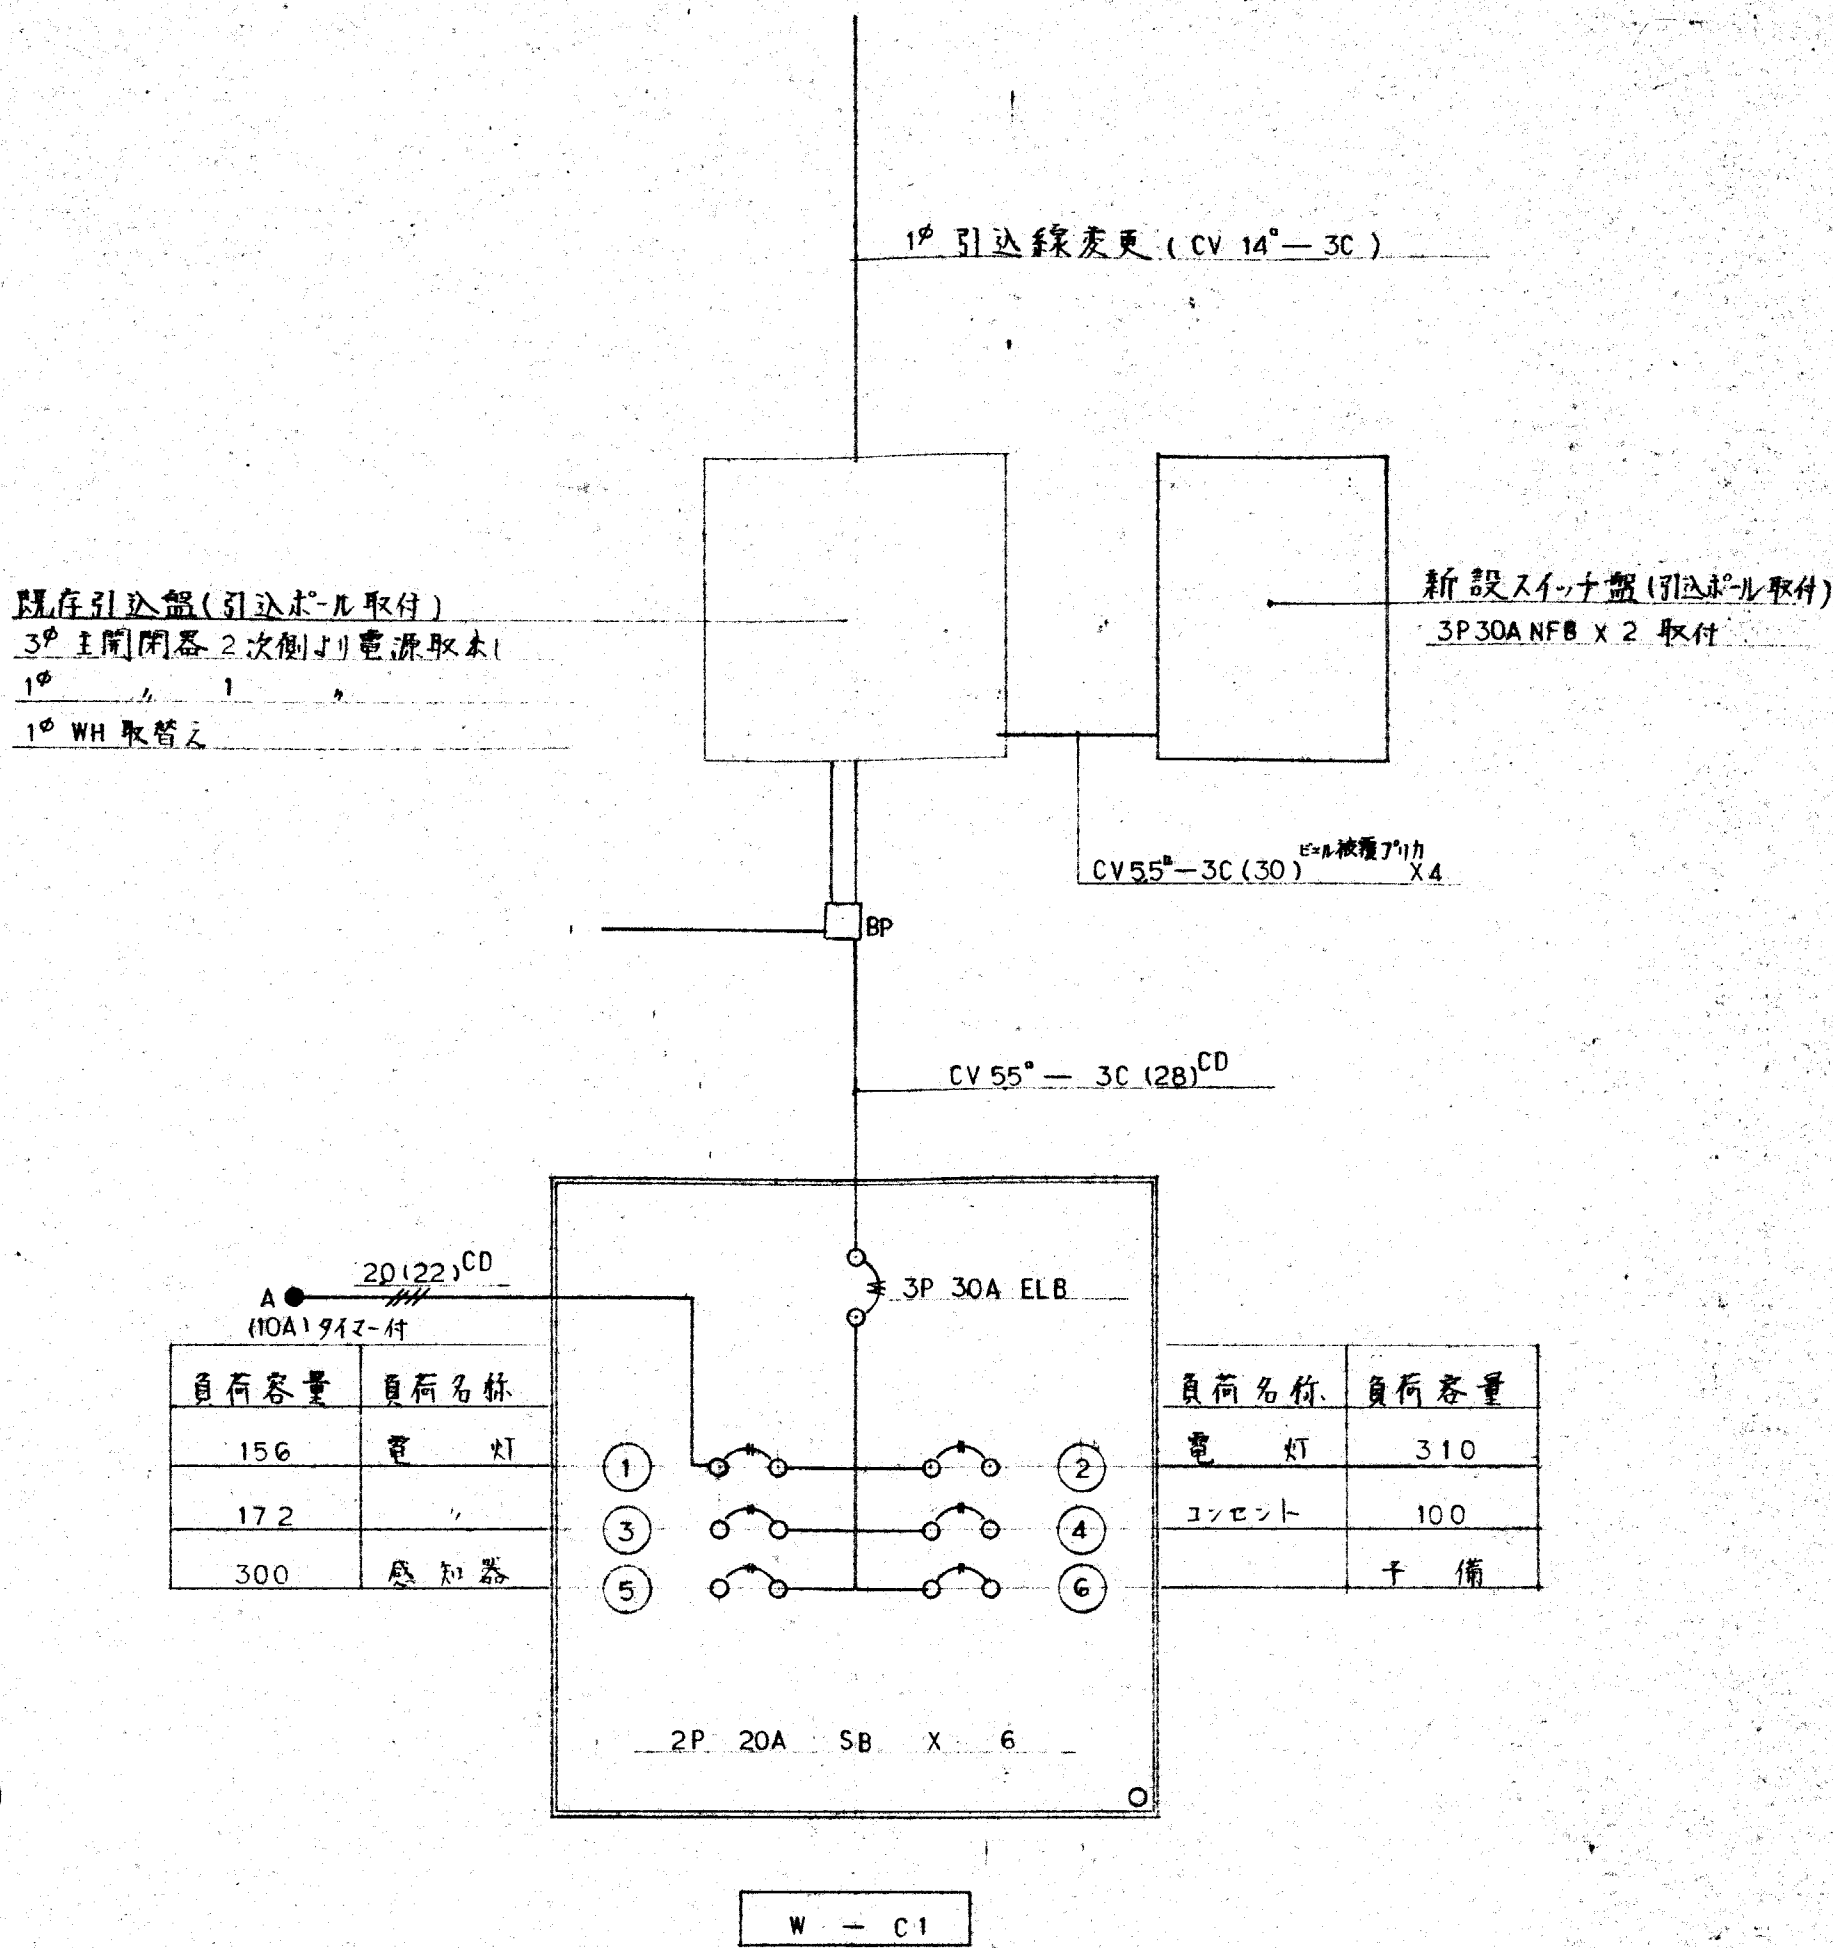 1φ 引込線変更 (CV 14□ — 3C)
既存引込盤(引込ポール取付)
3φ 主開閉器 2次側より電源取出し
1φ 〃 1 〃
1φ WH 取替え
新設スイッチ盤(引込ポール取付)
3P30A NFB X 2 取付
CV5.5□—3C(30) ビニル被覆プリカ X4
BP
CV 5.5□ — 3C (28) CD
2.0(22) CD
A
(10A) タイマー付
3P 30A ELB
負荷容量 負荷名称
負荷名称 負荷容量
156 電 灯 ① ② 電 灯 310
172 〃 ③ ④ コンセント 100
300 感知器 ⑤ ⑥ 予 備
2P 20A SB X 6
W — C1